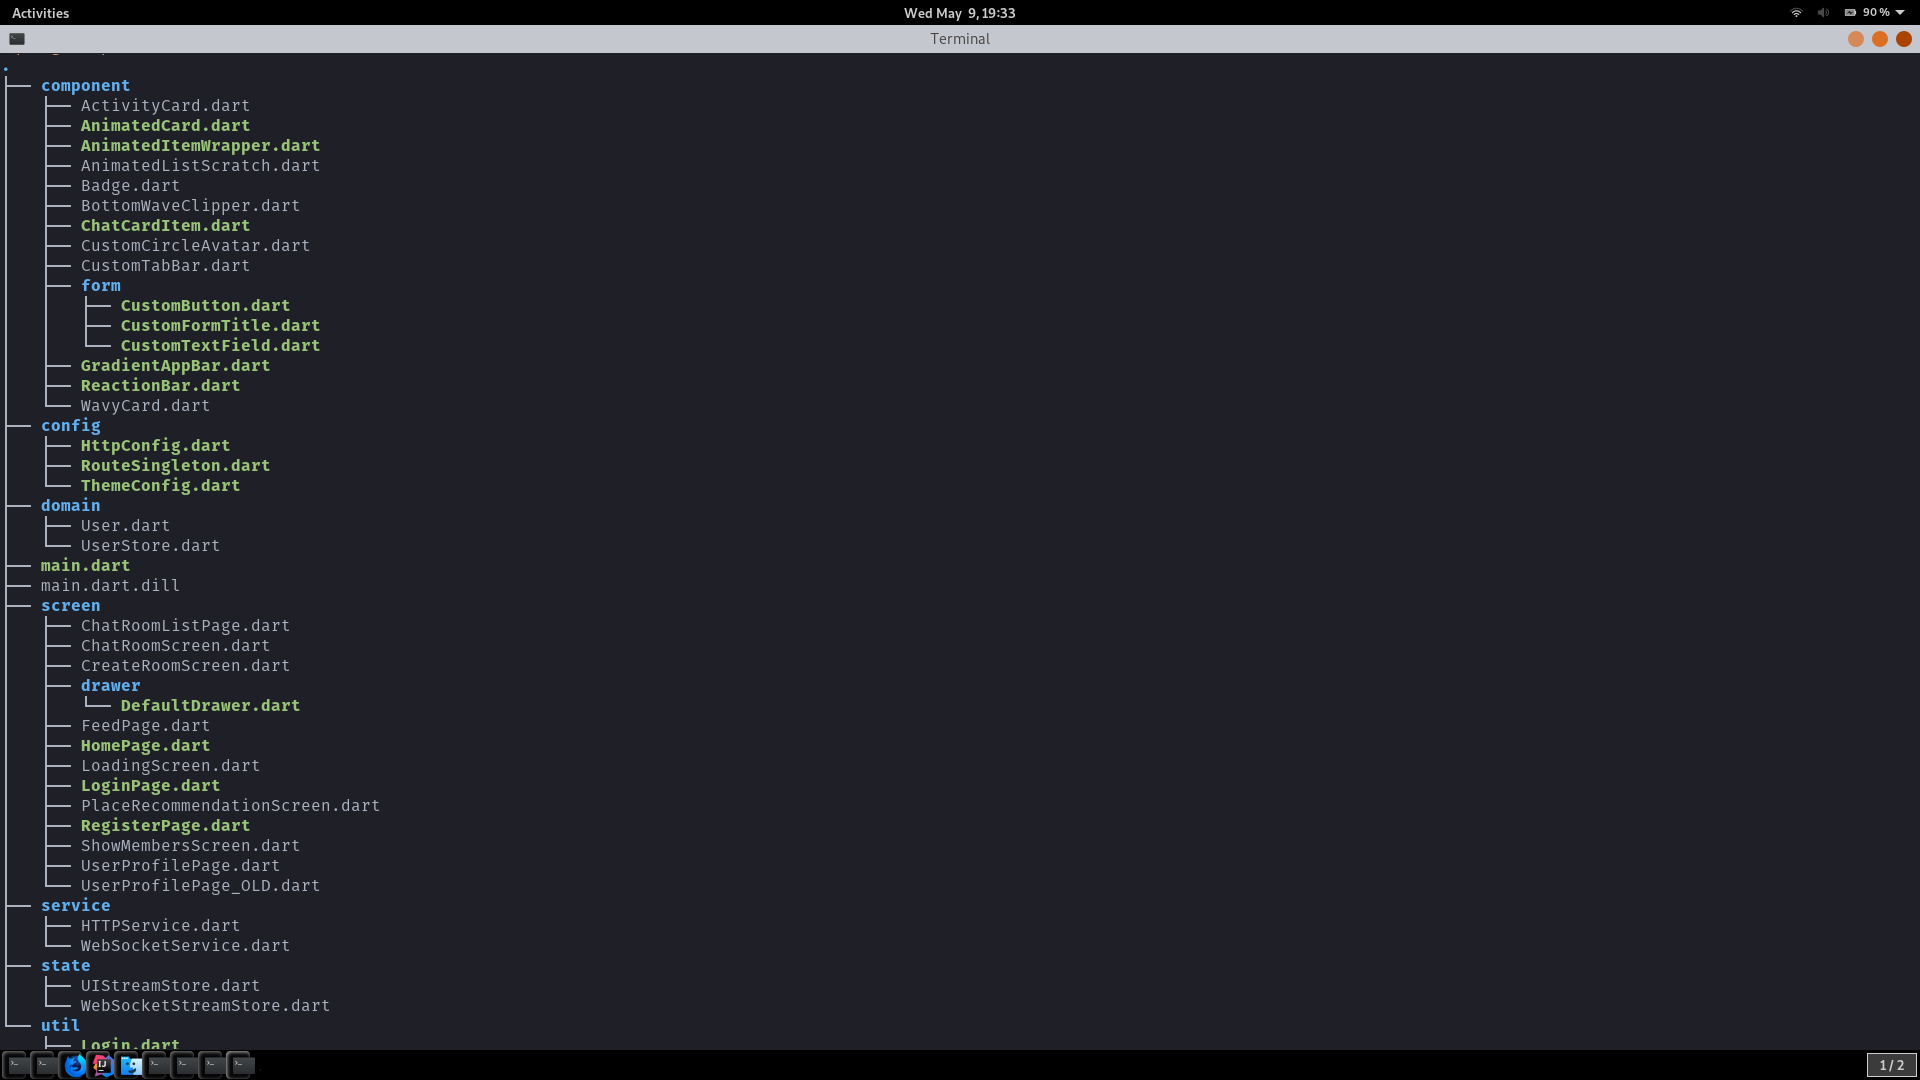 Activities
Wed May 9, 19:33
90 %
Terminal
.
├── component
│   ├── ActivityCard.dart
│   ├── AnimatedCard.dart
│   ├── AnimatedItemWrapper.dart
│   ├── AnimatedListScratch.dart
│   ├── Badge.dart
│   ├── BottomWaveClipper.dart
│   ├── ChatCardItem.dart
│   ├── CustomCircleAvatar.dart
│   ├── CustomTabBar.dart
│   ├── form
│   │   ├── CustomButton.dart
│   │   ├── CustomFormTitle.dart
│   │   └── CustomTextField.dart
│   ├── GradientAppBar.dart
│   ├── ReactionBar.dart
│   └── WavyCard.dart
├── config
│   ├── HttpConfig.dart
│   ├── RouteSingleton.dart
│   └── ThemeConfig.dart
├── domain
│   ├── User.dart
│   └── UserStore.dart
├── main.dart
├── main.dart.dill
├── screen
│   ├── ChatRoomListPage.dart
│   ├── ChatRoomScreen.dart
│   ├── CreateRoomScreen.dart
│   ├── drawer
│   │   └── DefaultDrawer.dart
│   ├── FeedPage.dart
│   ├── HomePage.dart
│   ├── LoadingScreen.dart
│   ├── LoginPage.dart
│   ├── PlaceRecommendationScreen.dart
│   ├── RegisterPage.dart
│   ├── ShowMembersScreen.dart
│   ├── UserProfilePage.dart
│   └── UserProfilePage_OLD.dart
├── service
│   ├── HTTPService.dart
│   └── WebSocketService.dart
├── state
│   ├── UIStreamStore.dart
│   └── WebSocketStreamStore.dart
└── util
    ├── Login.dart
IJ
1 / 2